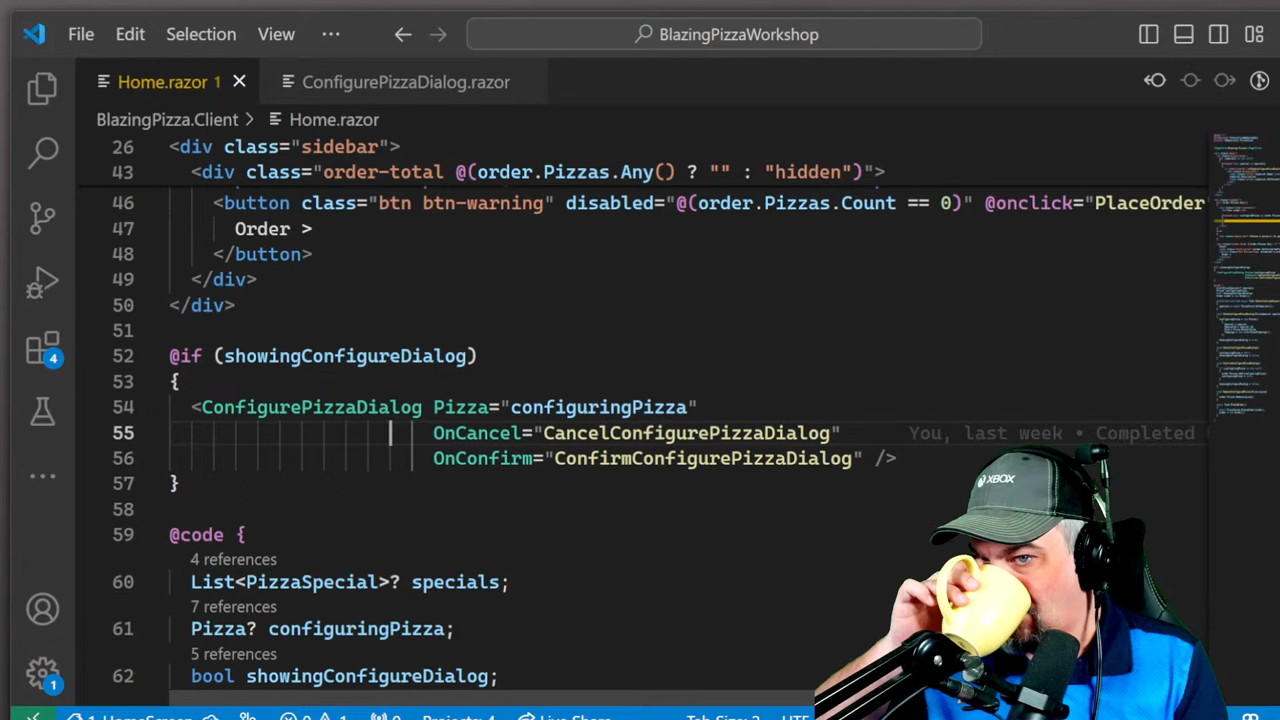 File Edit Selection View ··· BlazingPizzaWorkshop
Home.razor 1 ConfigurePizzaDialog.razor
BlazingPizza.Client > Home.razor
26 <div class="sidebar">
43 <div class="order-total @(order.Pizzas.Any() ? "" : "hidden")">
46 <button class="btn btn-warning" disabled="@(order.Pizzas.Count == 0)" @onclick="PlaceOrder
47 Order >
48 </button>
49 </div>
50 </div>
51
52 @if (showingConfigureDialog)
53 {
54 <ConfigurePizzaDialog Pizza="configuringPizza"
55 OnCancel="CancelConfigurePizzaDialog" You, last week • Completed
56 OnConfirm="ConfirmConfigurePizzaDialog" />
57 }
58
59 @code {
4 references
60 List<PizzaSpecial>? specials;
7 references
61 Pizza? configuringPizza;
5 references
62 bool showingConfigureDialog;
4
1
XBOX